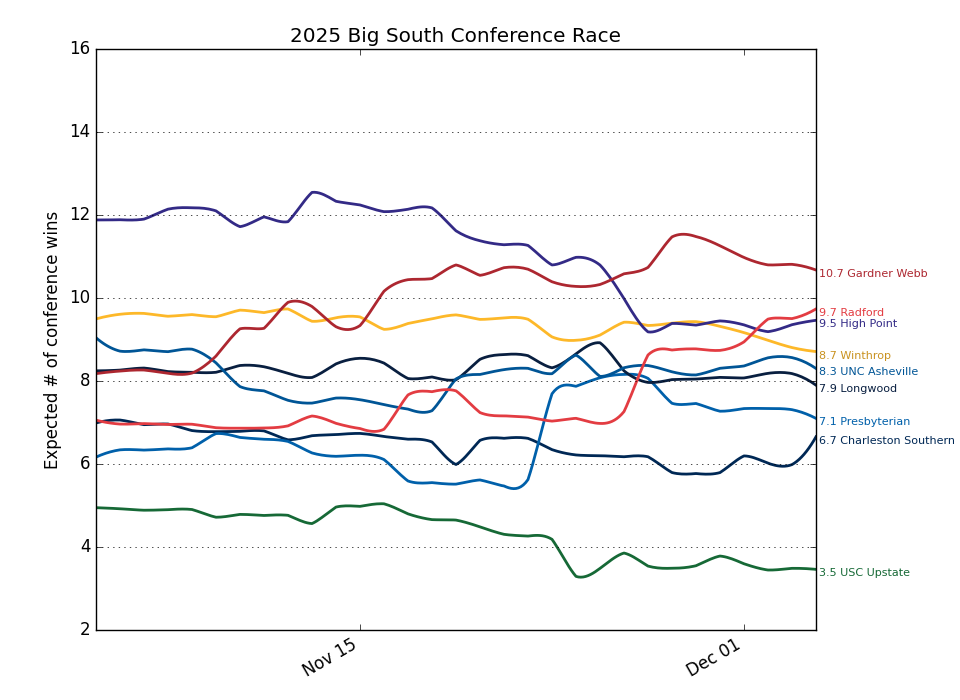 2025 Big South Conference Race
Expected # of conference wins
16
14
12
10
8
6
4
2
Nov 15
Dec 01
10.7 Gardner Webb
9.7 Radford
9.5 High Point
8.7 Winthrop
8.3 UNC Asheville
7.9 Longwood
7.1 Presbyterian
6.7 Charleston Southern
3.5 USC Upstate